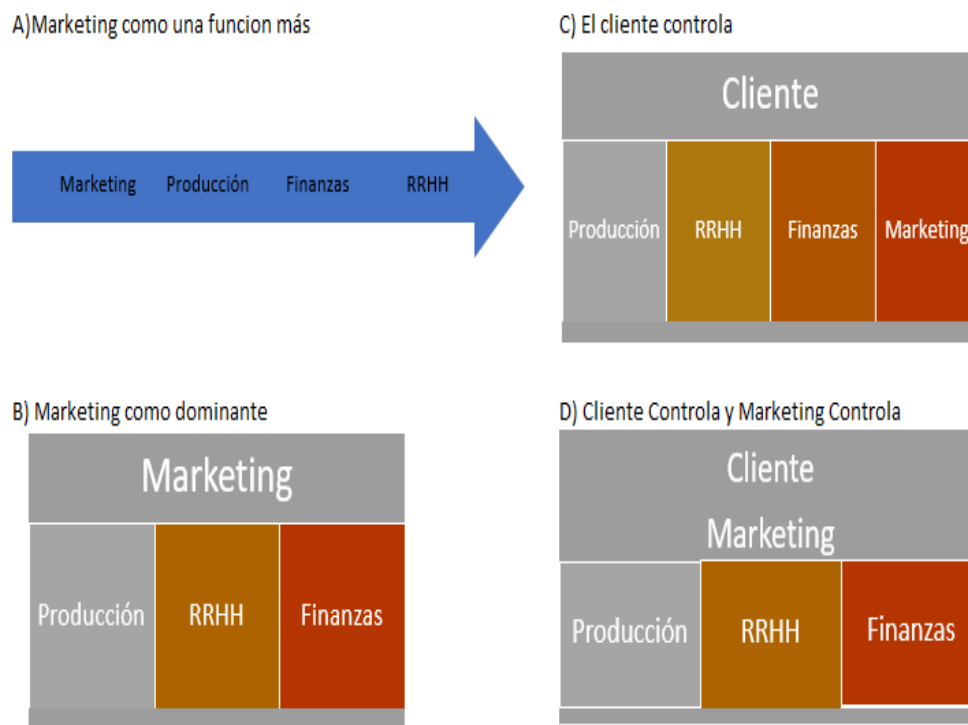 A)Marketing como una funcion más
Marketing Producción Finanzas RRHH
B) Marketing como dominante
Marketing
Producción RRHH Finanzas
C) El cliente controla
Cliente
Producción RRHH Finanzas Marketing
D) Cliente Controla y Marketing Controla
Cliente
Marketing
Producción RRHH Finanzas